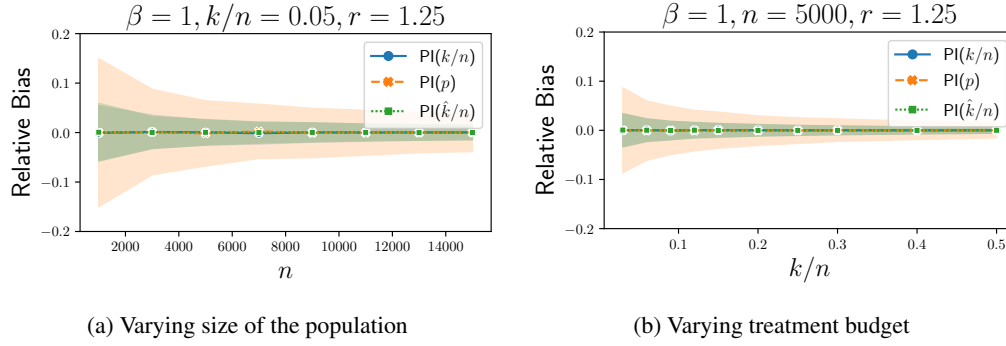 β = 1, k/n = 0.05, r = 1.25
0.2
0.1
0.0
−0.1
−0.2
Relative Bias
PI(k/n)
PI(p)
PI(k̂/n)
2000 4000 6000 8000 10000 12000 14000
n
(a) Varying size of the population
β = 1, n = 5000, r = 1.25
0.2
0.1
0.0
−0.1
−0.2
Relative Bias
PI(k/n)
PI(p)
PI(k̂/n)
0.1 0.2 0.3 0.4 0.5
k/n
(b) Varying treatment budget